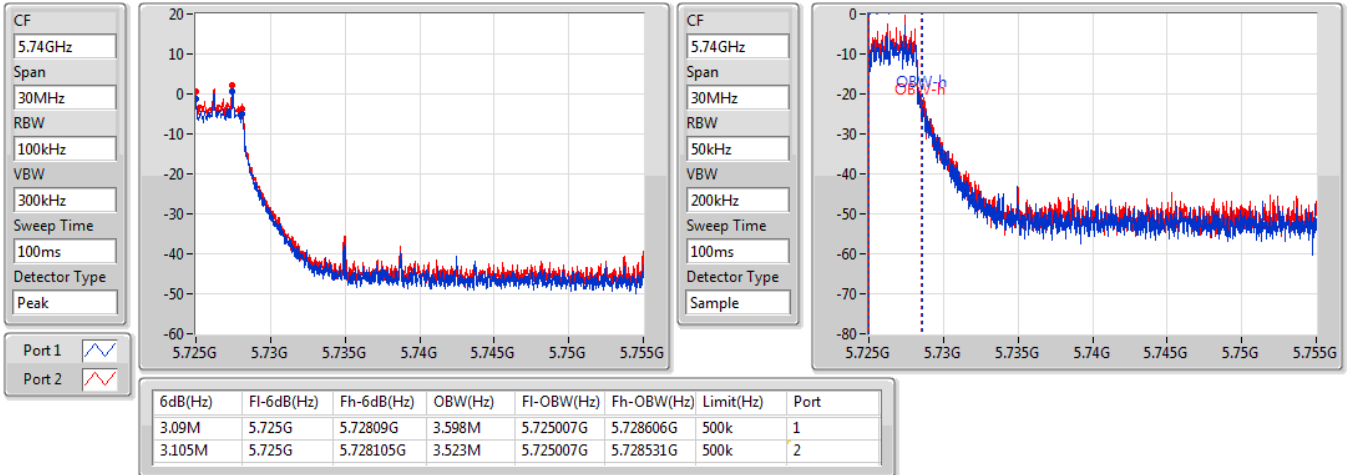 CF
5.74GHz
Span
30MHz
RBW
100kHz
VBW
300kHz
Sweep Time
100ms
Detector Type
Peak
Port 1
Port 2
20
10
0
-10
-20
-30
-40
-50
-60
5.725G 5.73G 5.735G 5.74G 5.745G 5.75G 5.755G
CF
5.74GHz
Span
30MHz
RBW
50kHz
VBW
200kHz
Sweep Time
100ms
Detector Type
Sample
0
-10
-20
-30
-40
-50
-60
-70
-80
OBW-h
OBW-h
5.725G 5.73G 5.735G 5.74G 5.745G 5.75G 5.755G
6dB(Hz) Fl-6dB(Hz) Fh-6dB(Hz) OBW(Hz) Fl-OBW(Hz) Fh-OBW(Hz) Limit(Hz) Port
3.09M 5.725G 5.72809G 3.598M 5.725007G 5.728606G 500k 1
3.105M 5.725G 5.728105G 3.523M 5.725007G 5.728531G 500k 2